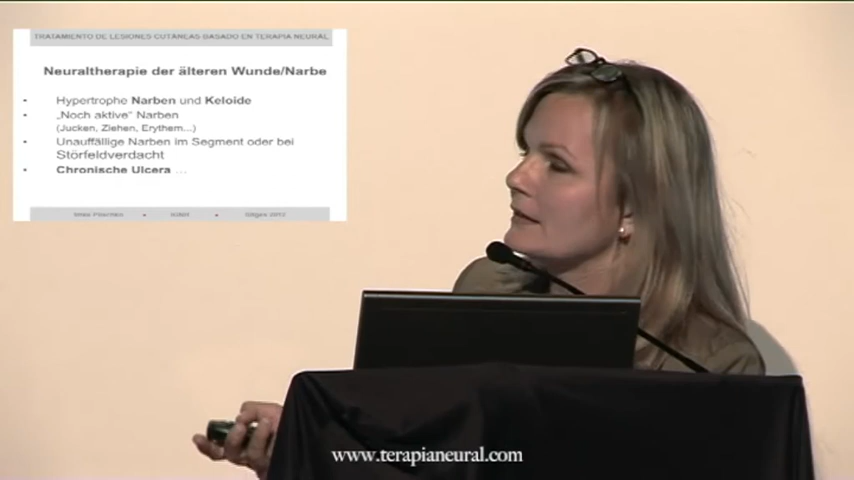 TRATAMIENTO DE LESIONES CUTÁNEAS BASADO EN TERAPIA NEURAL
Neuraltherapie der älteren Wunde/Narbe
• Hypertrophe Narben und Keloide
• „Noch aktive“ Narben
(Jucken, Ziehen, Erythem...)
• Unauffällige Narben im Segment oder bei
Störfeldverdacht
• Chronische Ulcera ...
www.terapianeural.com